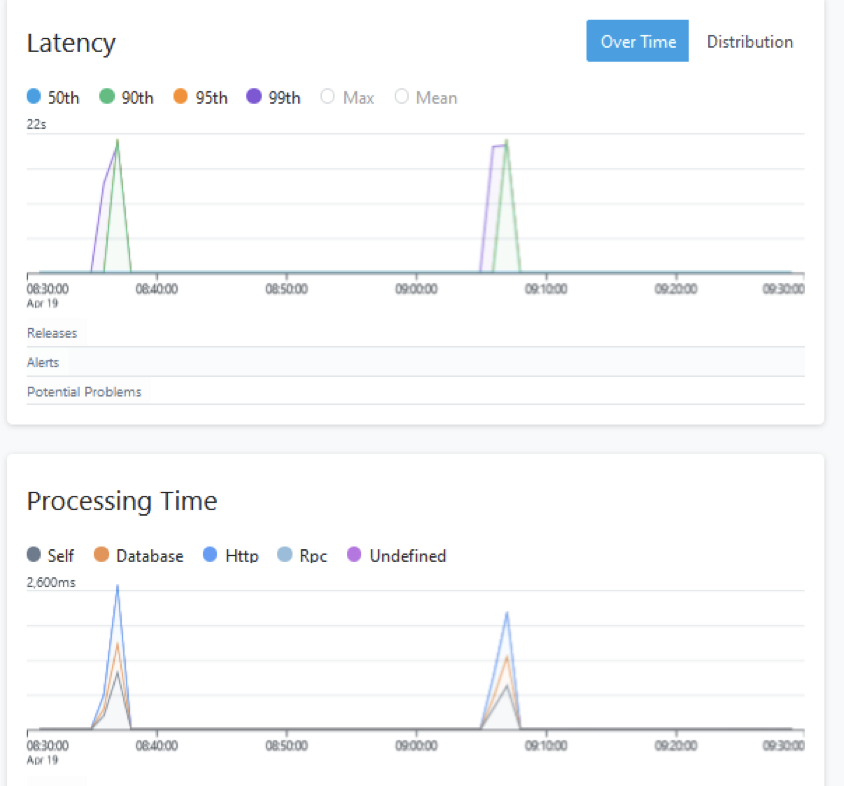 Latency
Over Time Distribution
50th 90th 95th 99th Max Mean
22s
08:30:00 08:40:00 08:50:00 09:00:00 09:10:00 09:20:00 09:30:00
Apr 19
Releases
Alerts
Potential Problems
Processing Time
Self Database Http Rpc Undefined
2,600ms
08:30:00 08:40:00 08:50:00 09:00:00 09:10:00 09:20:00 09:30:00
Apr 19